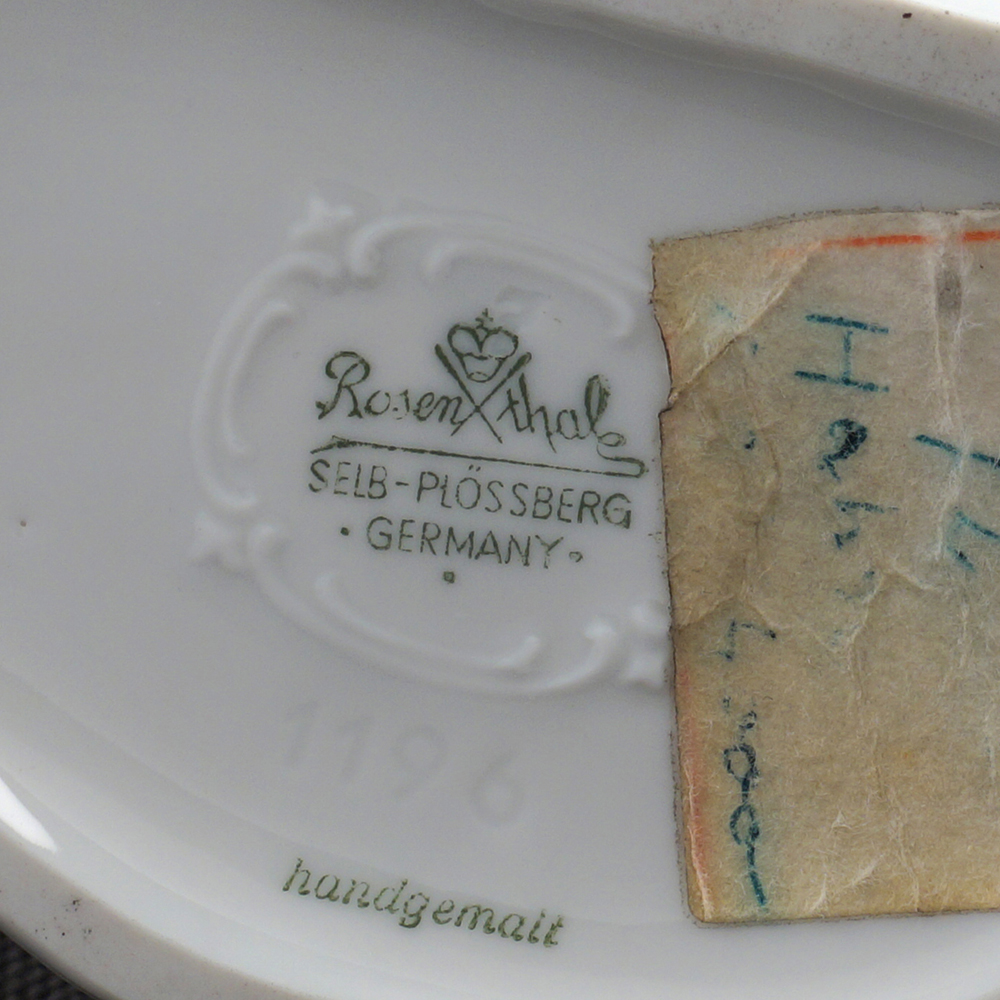 Rosenthal
SELB-PLÖSSBERG
· GERMANY ·
1196
handgemalt